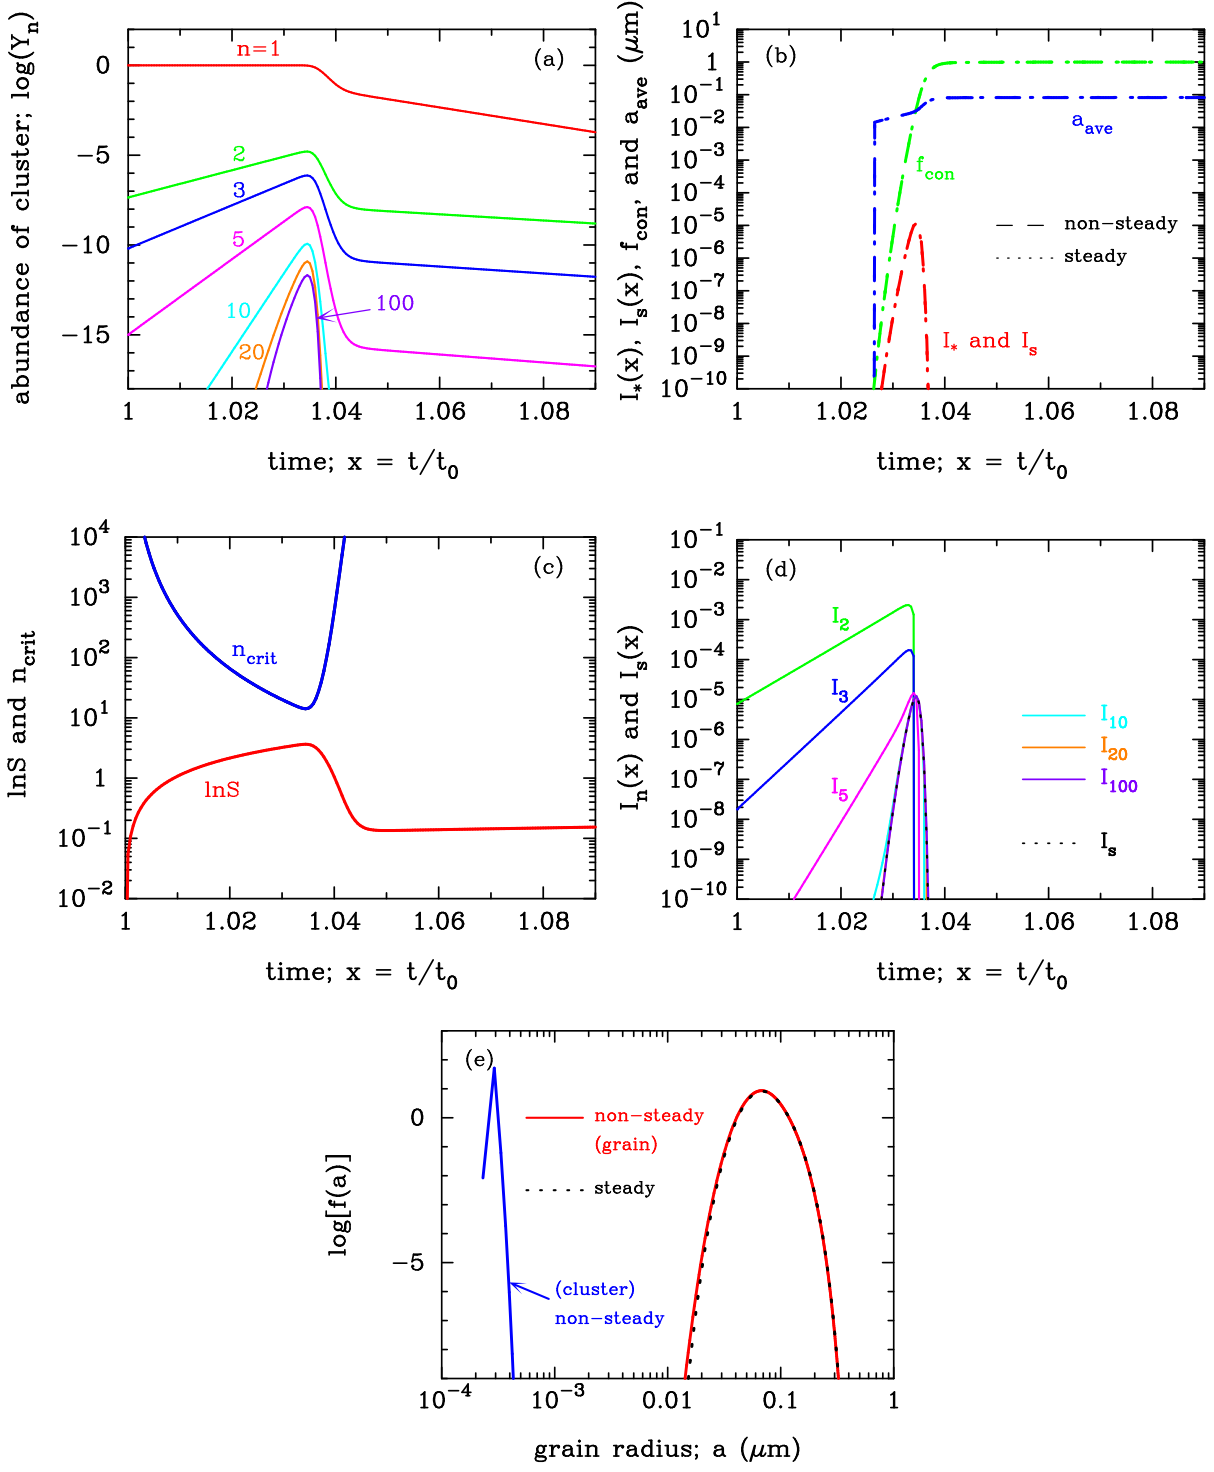 abundance of cluster; log(Yn)
(a)
n=1
2
3
5
10
20
100
0
−5
−10
−15
1 1.02 1.04 1.06 1.08
time; x = t/t0
I*(x), Is(x), fcon, and aave (μm)
(b)
aave
fcon
non−steady
steady
I* and Is
10^1
1
10^−1
10^−2
10^−3
10^−4
10^−5
10^−6
10^−7
10^−8
10^−9
10^−10
1 1.02 1.04 1.06 1.08
time; x = t/t0
lnS and ncrit
(c)
ncrit
lnS
10^4
10^3
10^2
10^1
1
10^−1
10^−2
1 1.02 1.04 1.06 1.08
time; x = t/t0
In(x) and Is(x)
(d)
I2
I3
I5
I10
I20
I100
Is
10^−1
10^−2
10^−3
10^−4
10^−5
10^−6
10^−7
10^−8
10^−9
10^−10
1 1.02 1.04 1.06 1.08
time; x = t/t0
log[f(a)]
(e)
non−steady
(grain)
steady
(cluster)
non−steady
0
−5
10^−4 10^−3 0.01 0.1 1
grain radius; a (μm)